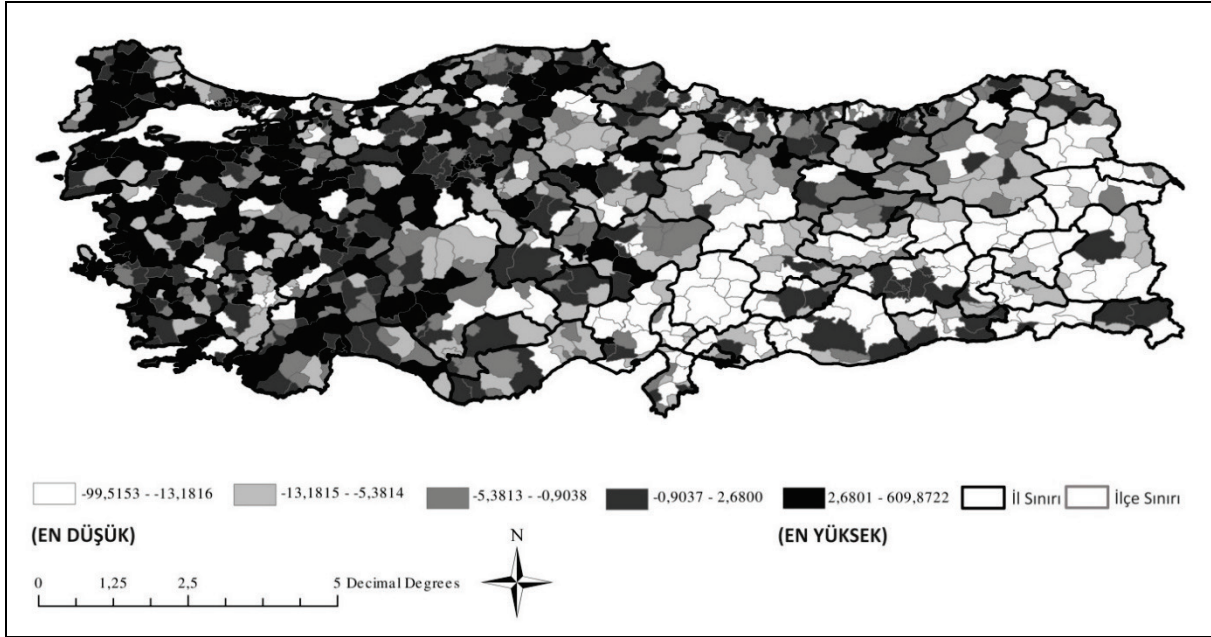 -99,5153 - -13,1816 -13,1815 - -5,3814 -5,3813 - -0,9038 -0,9037 - 2,6800 2,6801 - 609,8722 İl Sınırı İlçe Sınırı
(EN DÜŞÜK) (EN YÜKSEK)
N
0 1,25 2,5 5 Decimal Degrees